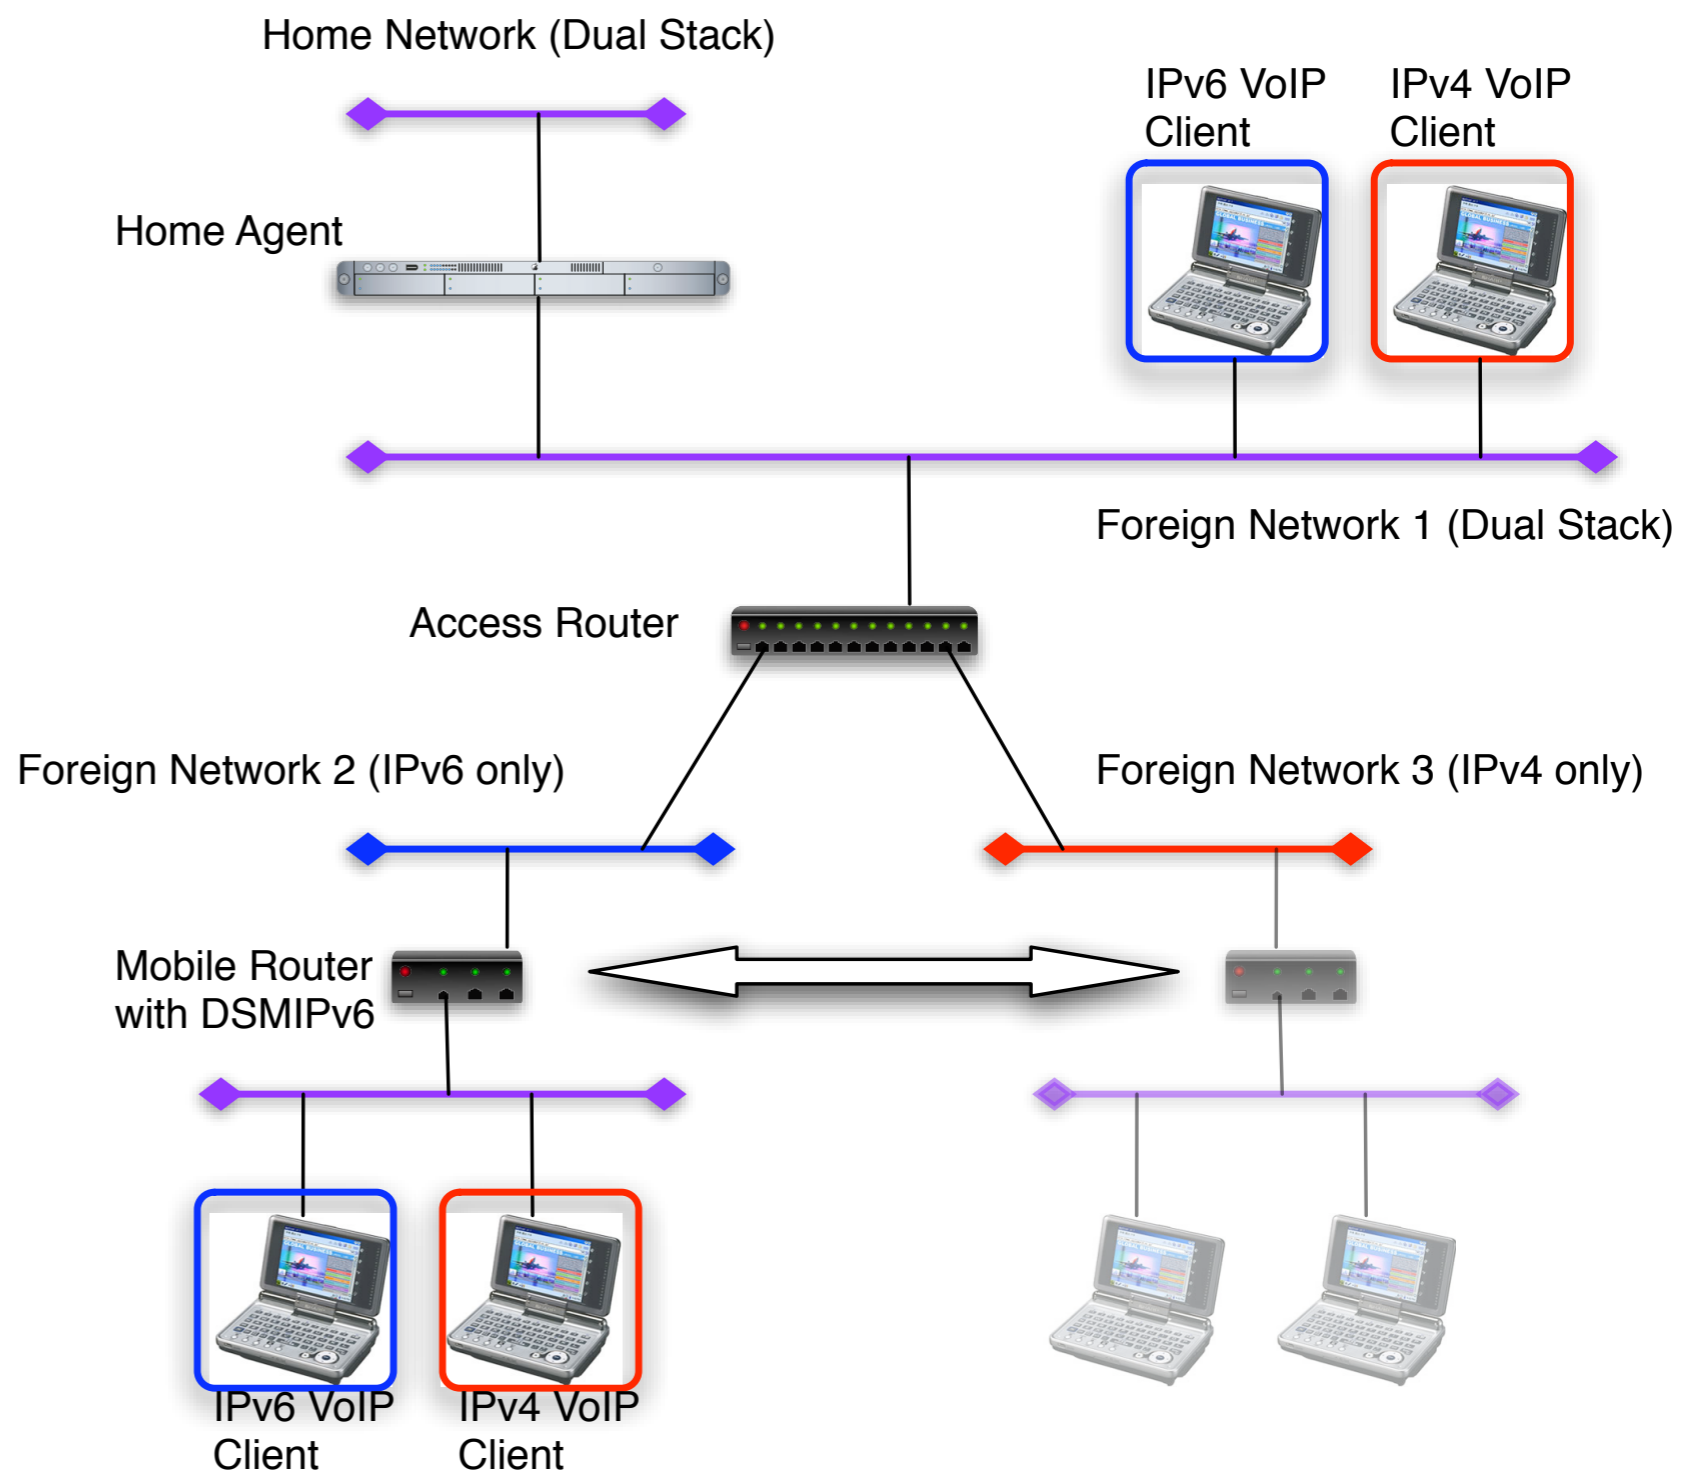 Home Network (Dual Stack)
IPv6 VoIP
Client
IPv4 VoIP
Client
Home Agent
Foreign Network 1 (Dual Stack)
Access Router
Foreign Network 2 (IPv6 only)
Foreign Network 3 (IPv4 only)
Mobile Router
with DSMIPv6
IPv6 VoIP
Client
IPv4 VoIP
Client